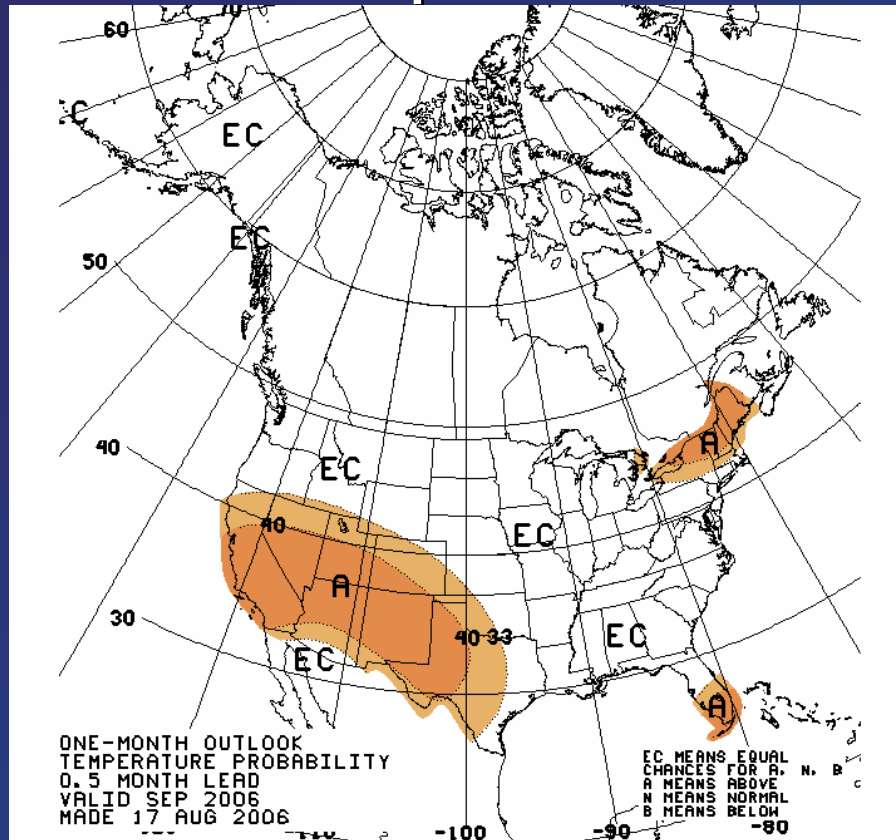 60
70
EC
EC
EC
50
40
EC
40
A
A
EC
30
40 33
EC
EC
A
ONE-MONTH OUTLOOK
TEMPERATURE PROBABILITY
0.5 MONTH LEAD
VALID SEP 2006
MADE 17 AUG 2006
EC MEANS EQUAL
CHANCES FOR A, N, B
A MEANS ABOVE
N MEANS NORMAL
B MEANS BELOW
-100
-90
-80